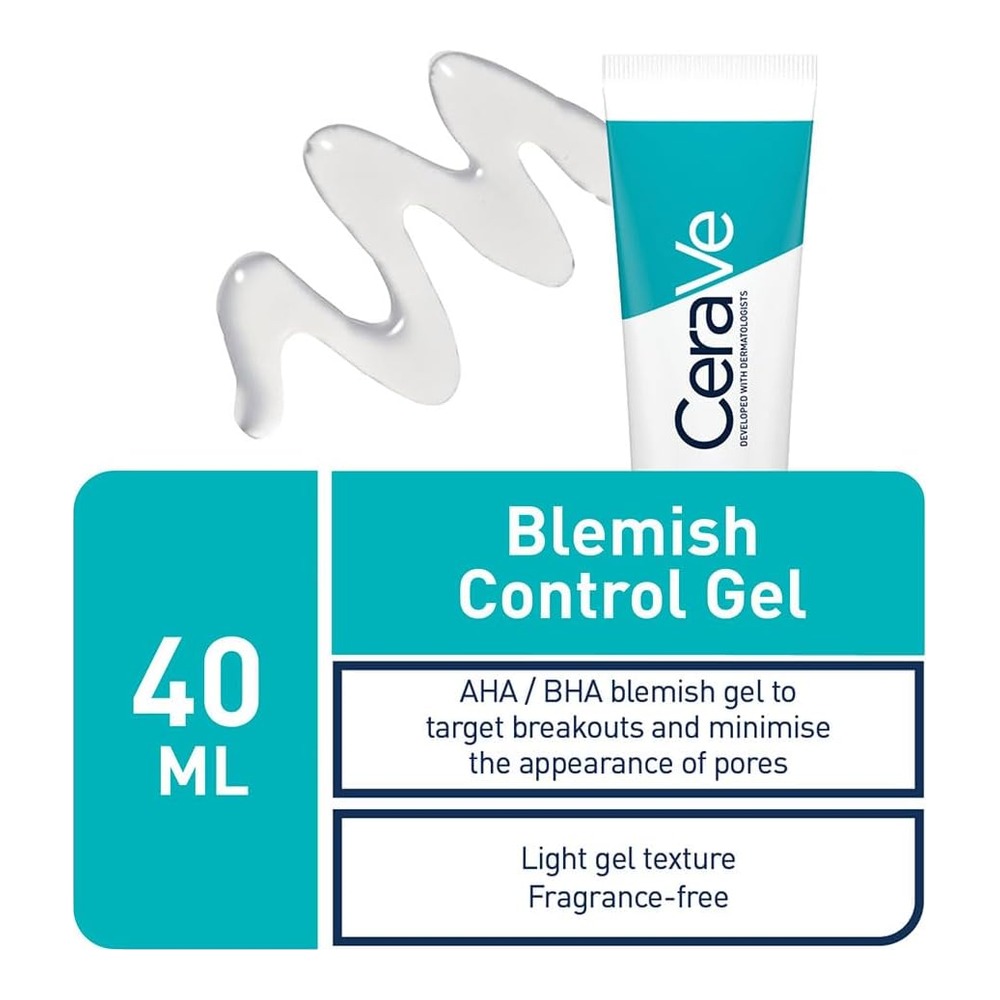 CeraVe
DEVELOPED WITH DERMATOLOGISTS
40
ML
Blemish
Control Gel
AHA / BHA blemish gel to
target breakouts and minimise
the appearance of pores
Light gel texture
Fragrance-free